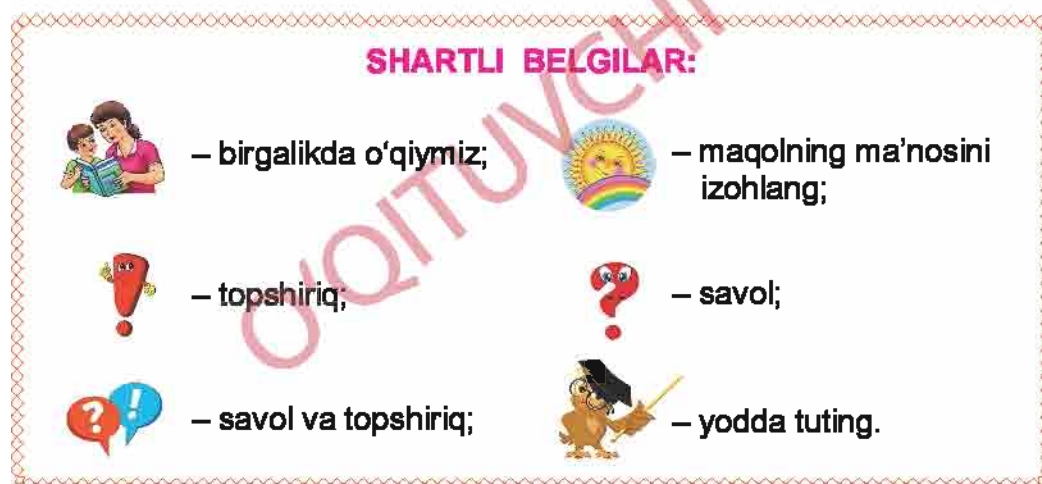 SHARTLI BELGILAR:
– birgalikda o‘qiymiz;
– maqolning ma’nosini
izohlang;
– topshiriq;
– savol;
– savol va topshiriq;
– yodda tuting.
O‘QITUVCHI